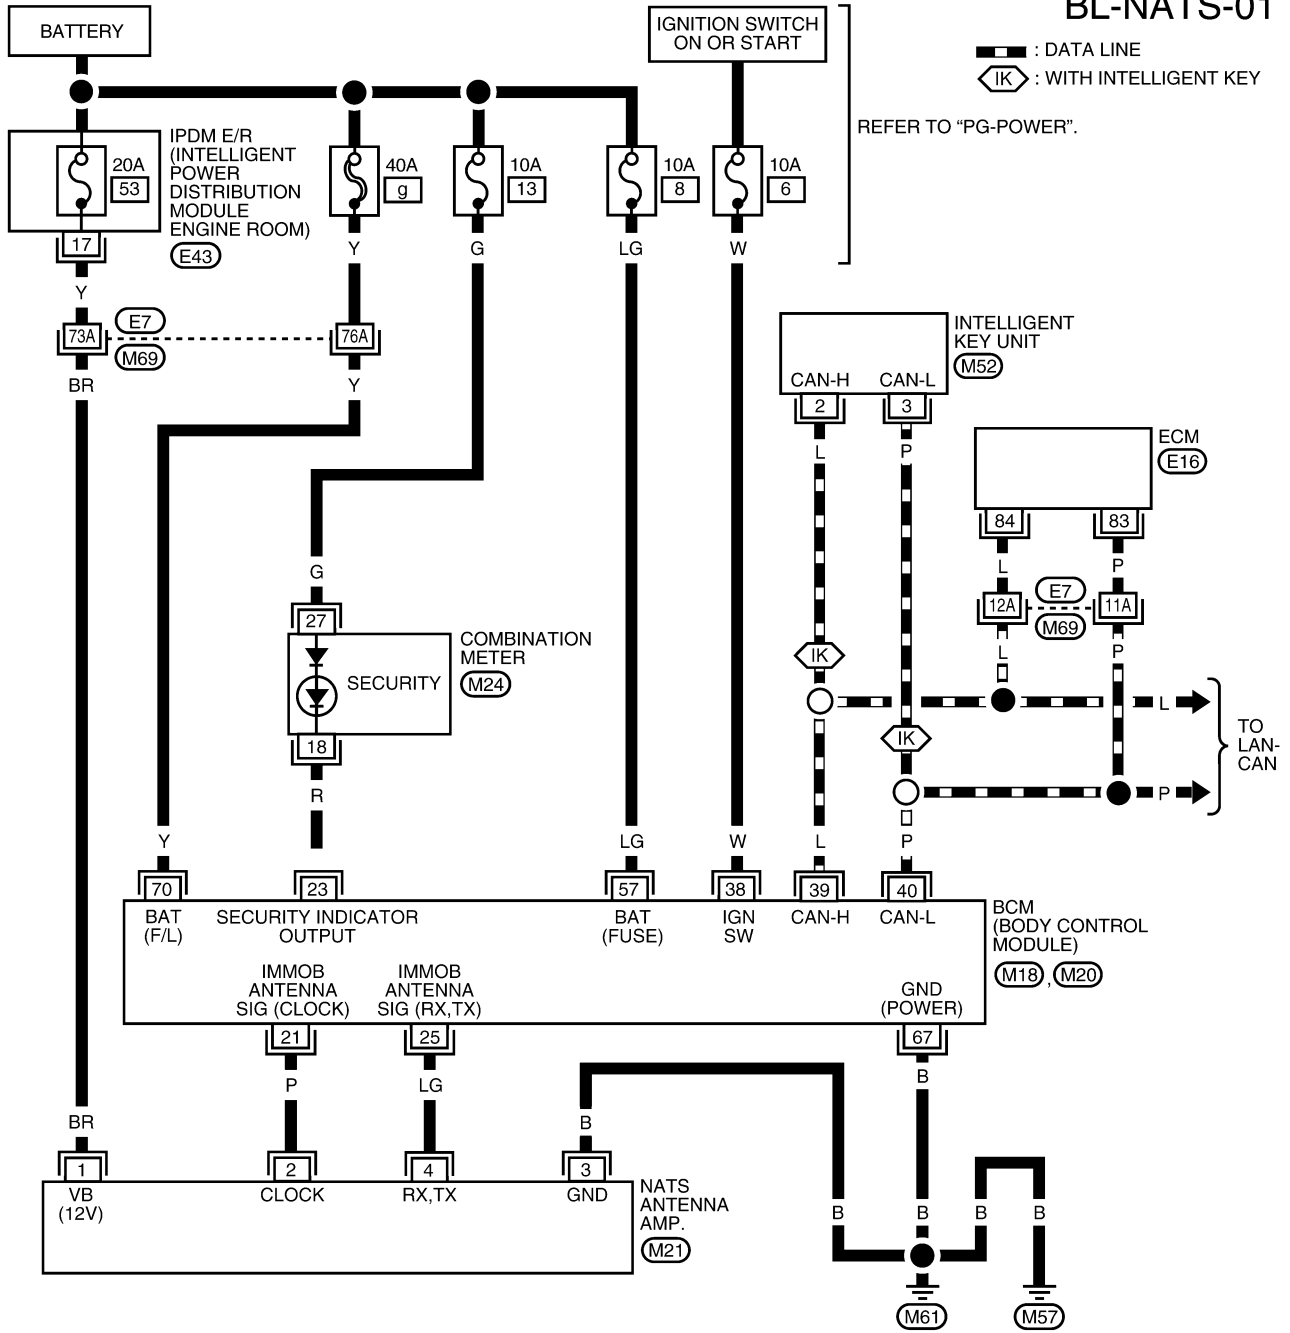 BL-NATS-01
BATTERY
IGNITION SWITCH
ON OR START
: DATA LINE
IK : WITH INTELLIGENT KEY
REFER TO “PG-POWER”.
IPDM E/R
(INTELLIGENT
POWER
DISTRIBUTION
MODULE
ENGINE ROOM)
E43
20A
53
40A
g
10A
13
10A
8
10A
6
17
Y G LG W
Y
73A
E7
M69
76A
BR
Y
INTELLIGENT
KEY UNIT
M52
CAN-H CAN-L
2 3
L P
ECM
E16
84 83
L P
12A
E7
M69
11A
L P
G
27
COMBINATION
METER
M24
SECURITY
18
R
IK
L
IK
P
TO
LAN-
CAN
Y LG W L P
70 23 57 38 39 40
BAT
(F/L)
SECURITY INDICATOR
OUTPUT
BAT
(FUSE)
IGN
SW
CAN-H CAN-L
BCM
(BODY CONTROL
MODULE)
M18 , M20
IMMOB
ANTENNA
SIG (CLOCK)
IMMOB
ANTENNA
SIG (RX,TX)
GND
(POWER)
21 25 67
P LG B
BR B
1 2 4 3
VB
(12V)
CLOCK RX,TX GND
NATS
ANTENNA
AMP.
M21
B B B B
M61 M57